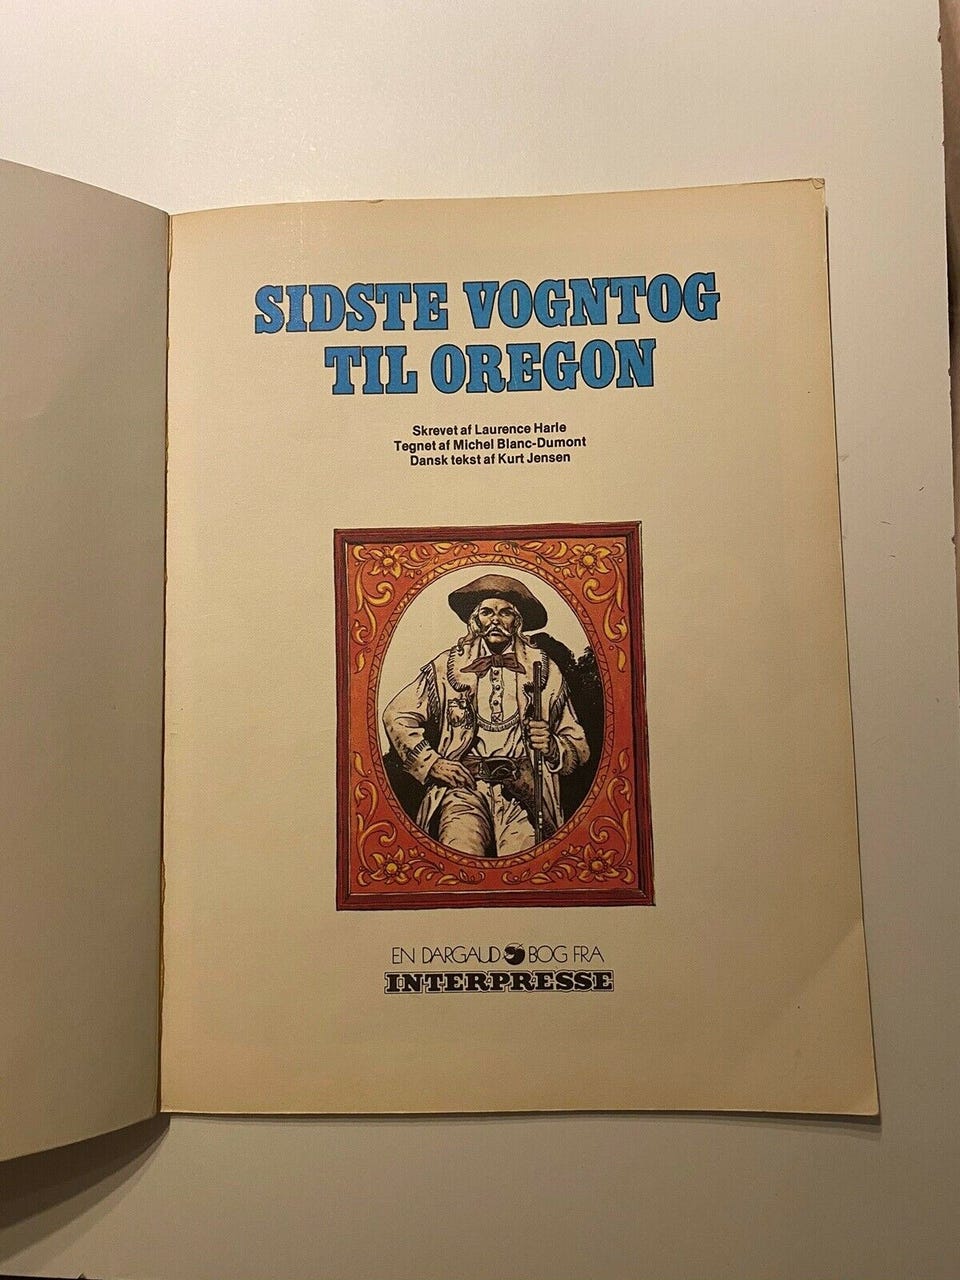 SIDSTE VOGNTOG
TIL OREGON
Skrevet af Laurence Harle
Tegnet af Michel Blanc-Dumont
Dansk tekst af Kurt Jensen
EN DARGAUD BOG FRA
INTERPRESSE